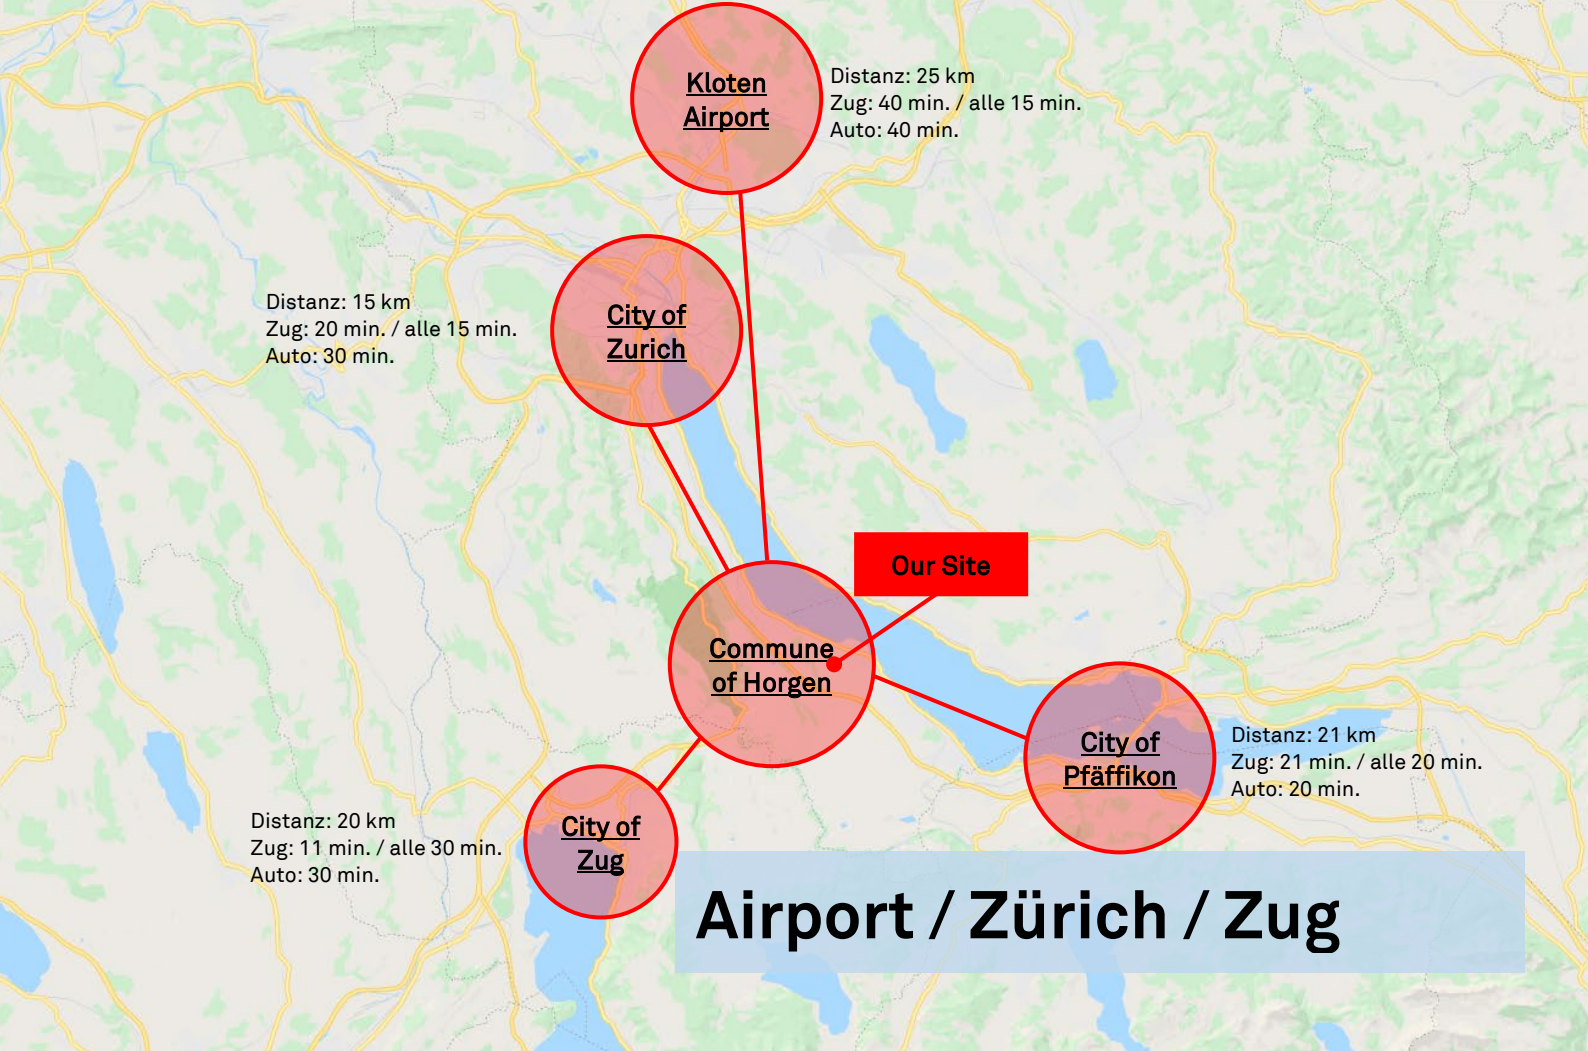 Kloten
Airport
Distanz: 25 km
Zug: 40 min. / alle 15 min.
Auto: 40 min.
Distanz: 15 km
Zug: 20 min. / alle 15 min.
Auto: 30 min.
City of
Zurich
Our Site
Commune
of Horgen
City of
Pfäffikon
Distanz: 21 km
Zug: 21 min. / alle 20 min.
Auto: 20 min.
Distanz: 20 km
Zug: 11 min. / alle 30 min.
Auto: 30 min.
City of
Zug
Airport / Zürich / Zug